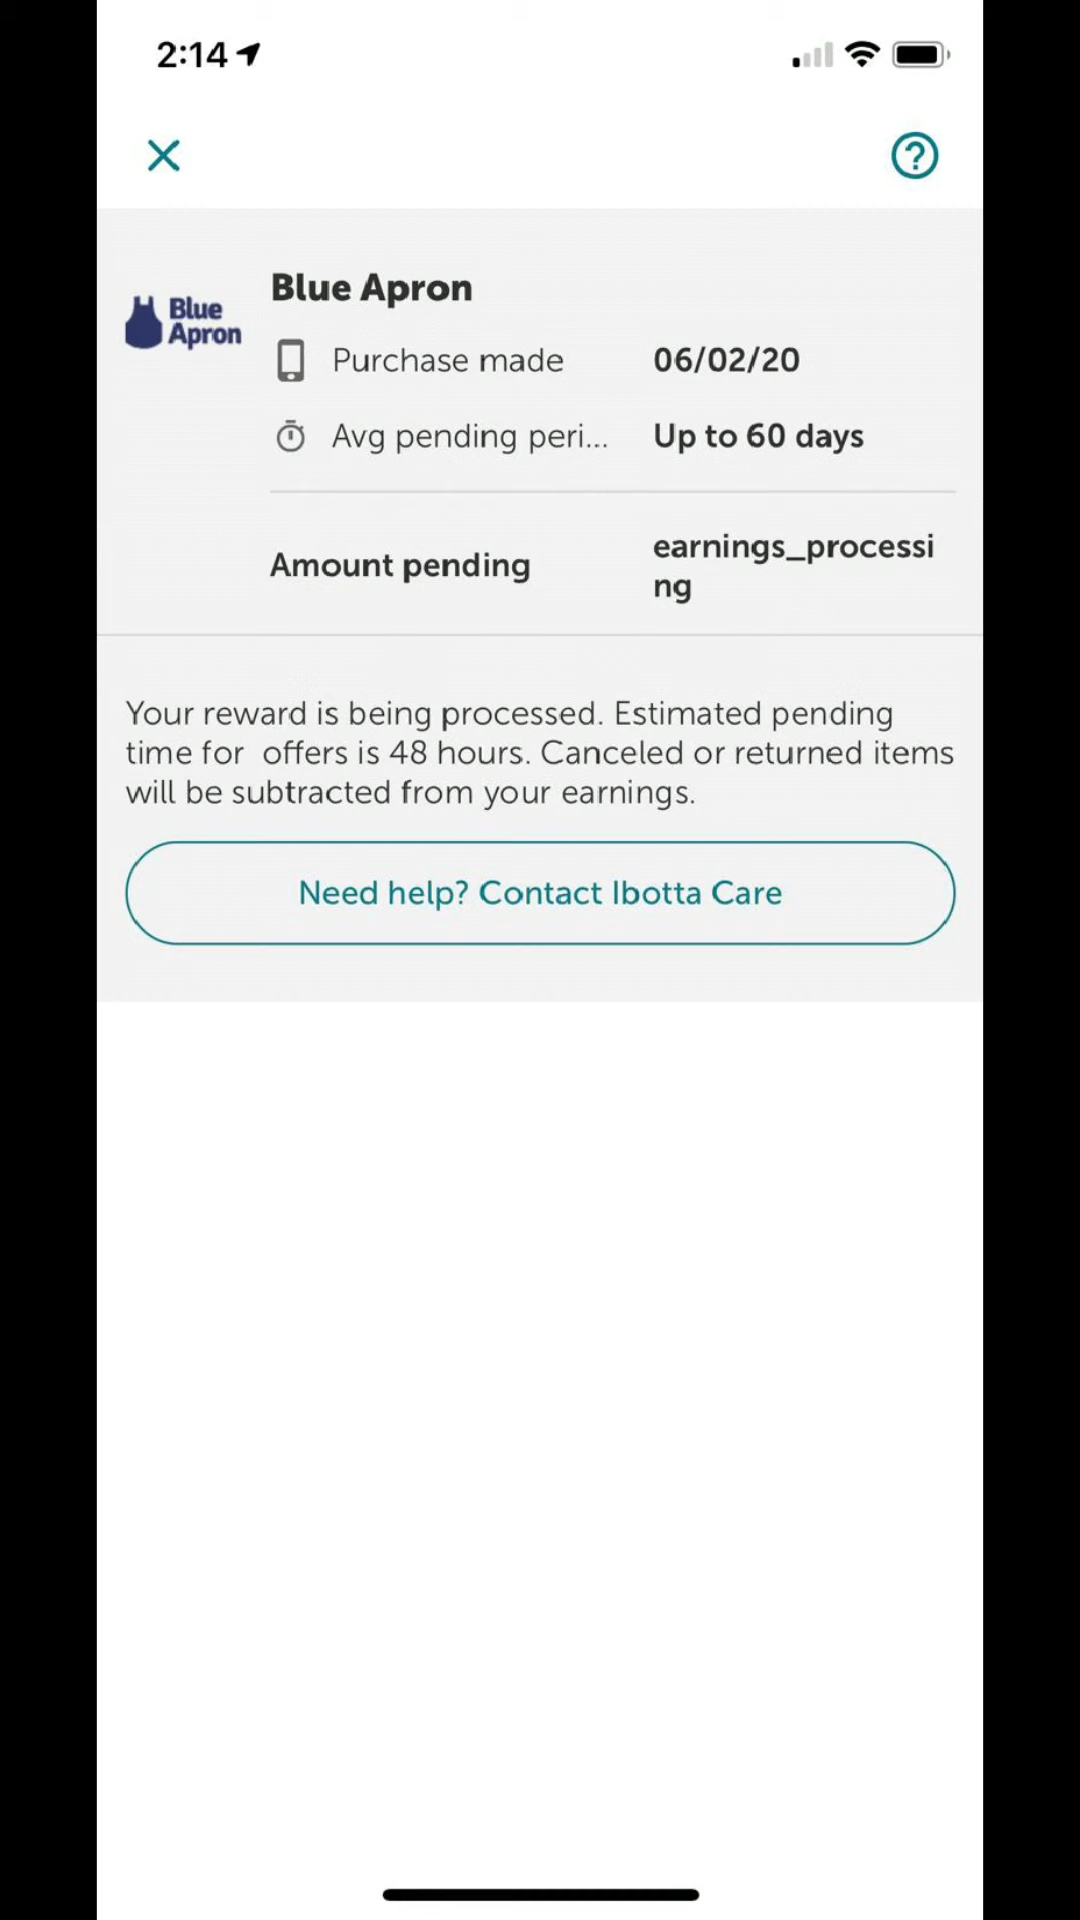 2:14
Blue Apron
Blue
Apron
Purchase made 06/02/20
Avg pending peri... Up to 60 days
Amount pending earnings_processi
ng
Your reward is being processed. Estimated pending
time for  offers is 48 hours. Canceled or returned items
will be subtracted from your earnings.
Need help? Contact Ibotta Care